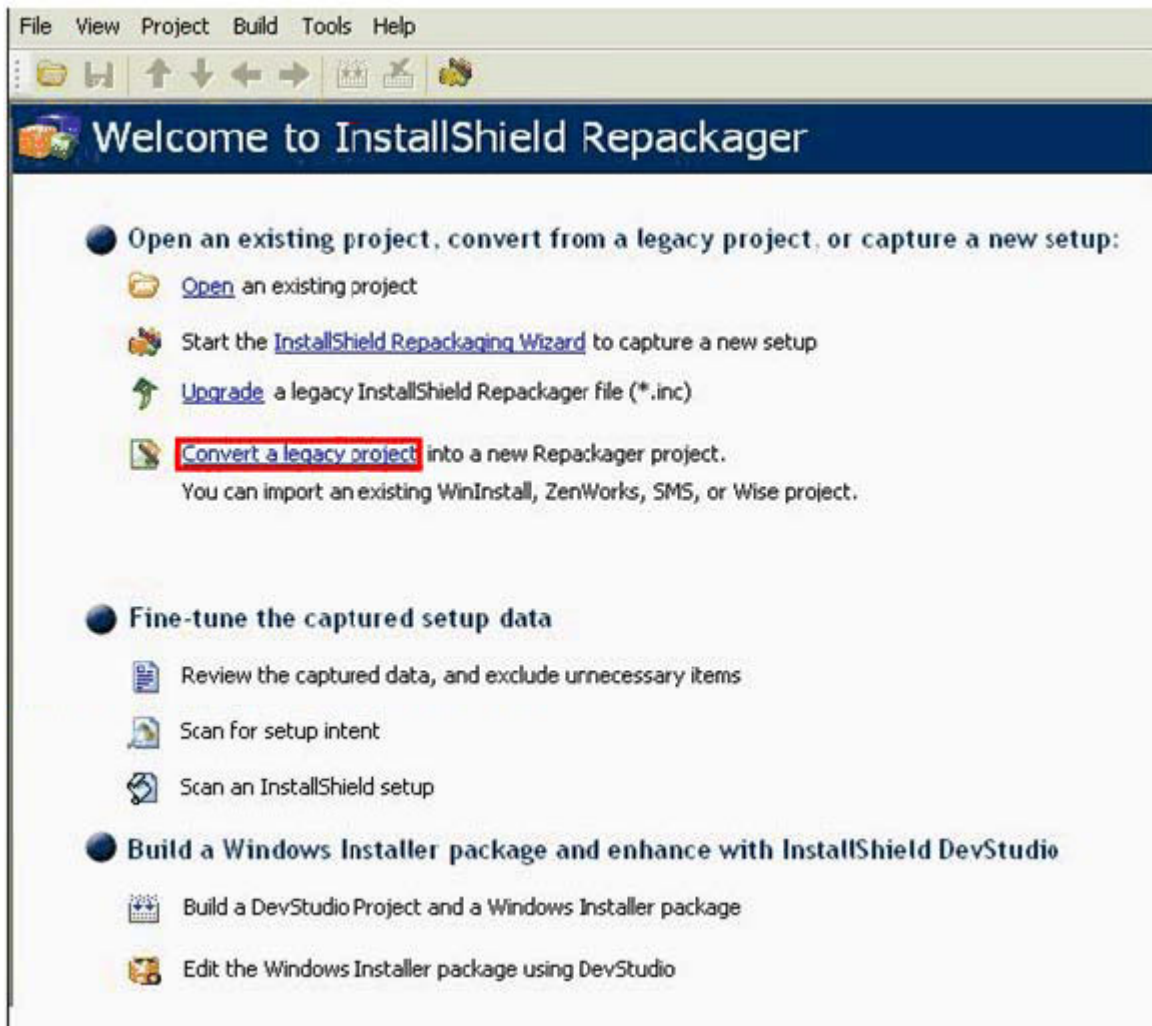 File View Project Build Tools Help
Welcome to InstallShield Repackager
Open an existing project, convert from a legacy project, or capture a new setup:
Open an existing project
Start the InstallShield Repackaging Wizard to capture a new setup
Upgrade a legacy InstallShield Repackager file (*.inc)
Convert a legacy project into a new Repackager project.
You can import an existing WinInstall, ZenWorks, SMS, or Wise project.
Fine-tune the captured setup data
Review the captured data, and exclude unnecessary items
Scan for setup intent
Scan an InstallShield setup
Build a Windows Installer package and enhance with InstallShield DevStudio
Build a DevStudio Project and a Windows Installer package
Edit the Windows Installer package using DevStudio